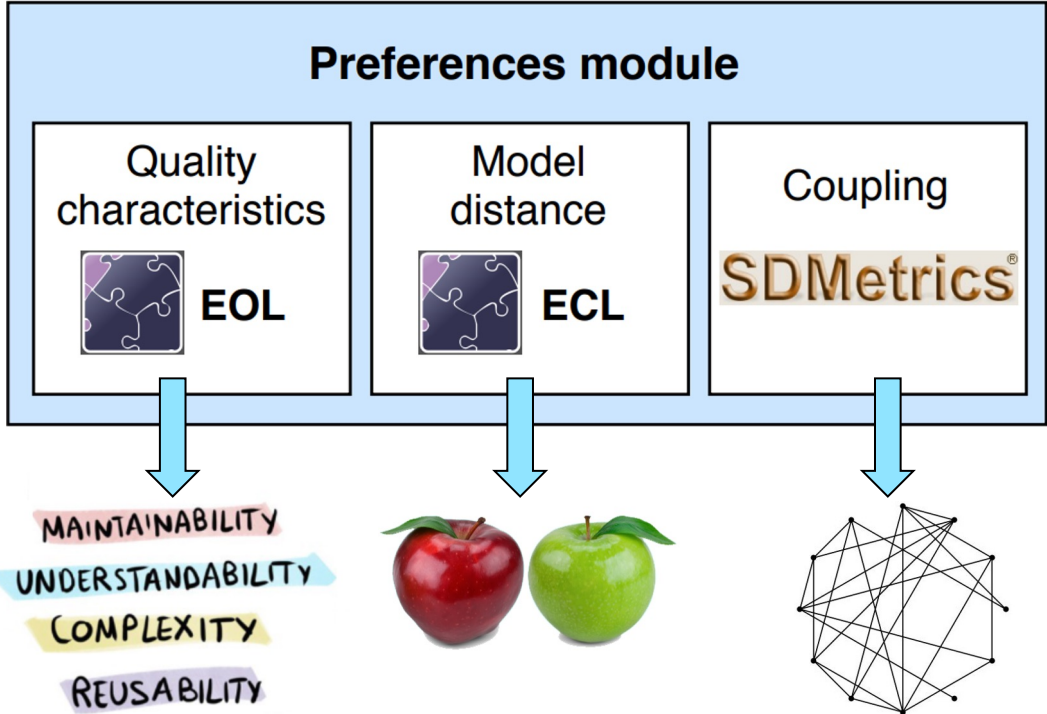 Preferences module
Quality
characteristics
EOL
Model
distance
ECL
Coupling
SDMetrics®
MAINTAINABILITY
UNDERSTANDABILITY
COMPLEXITY
REUSABILITY